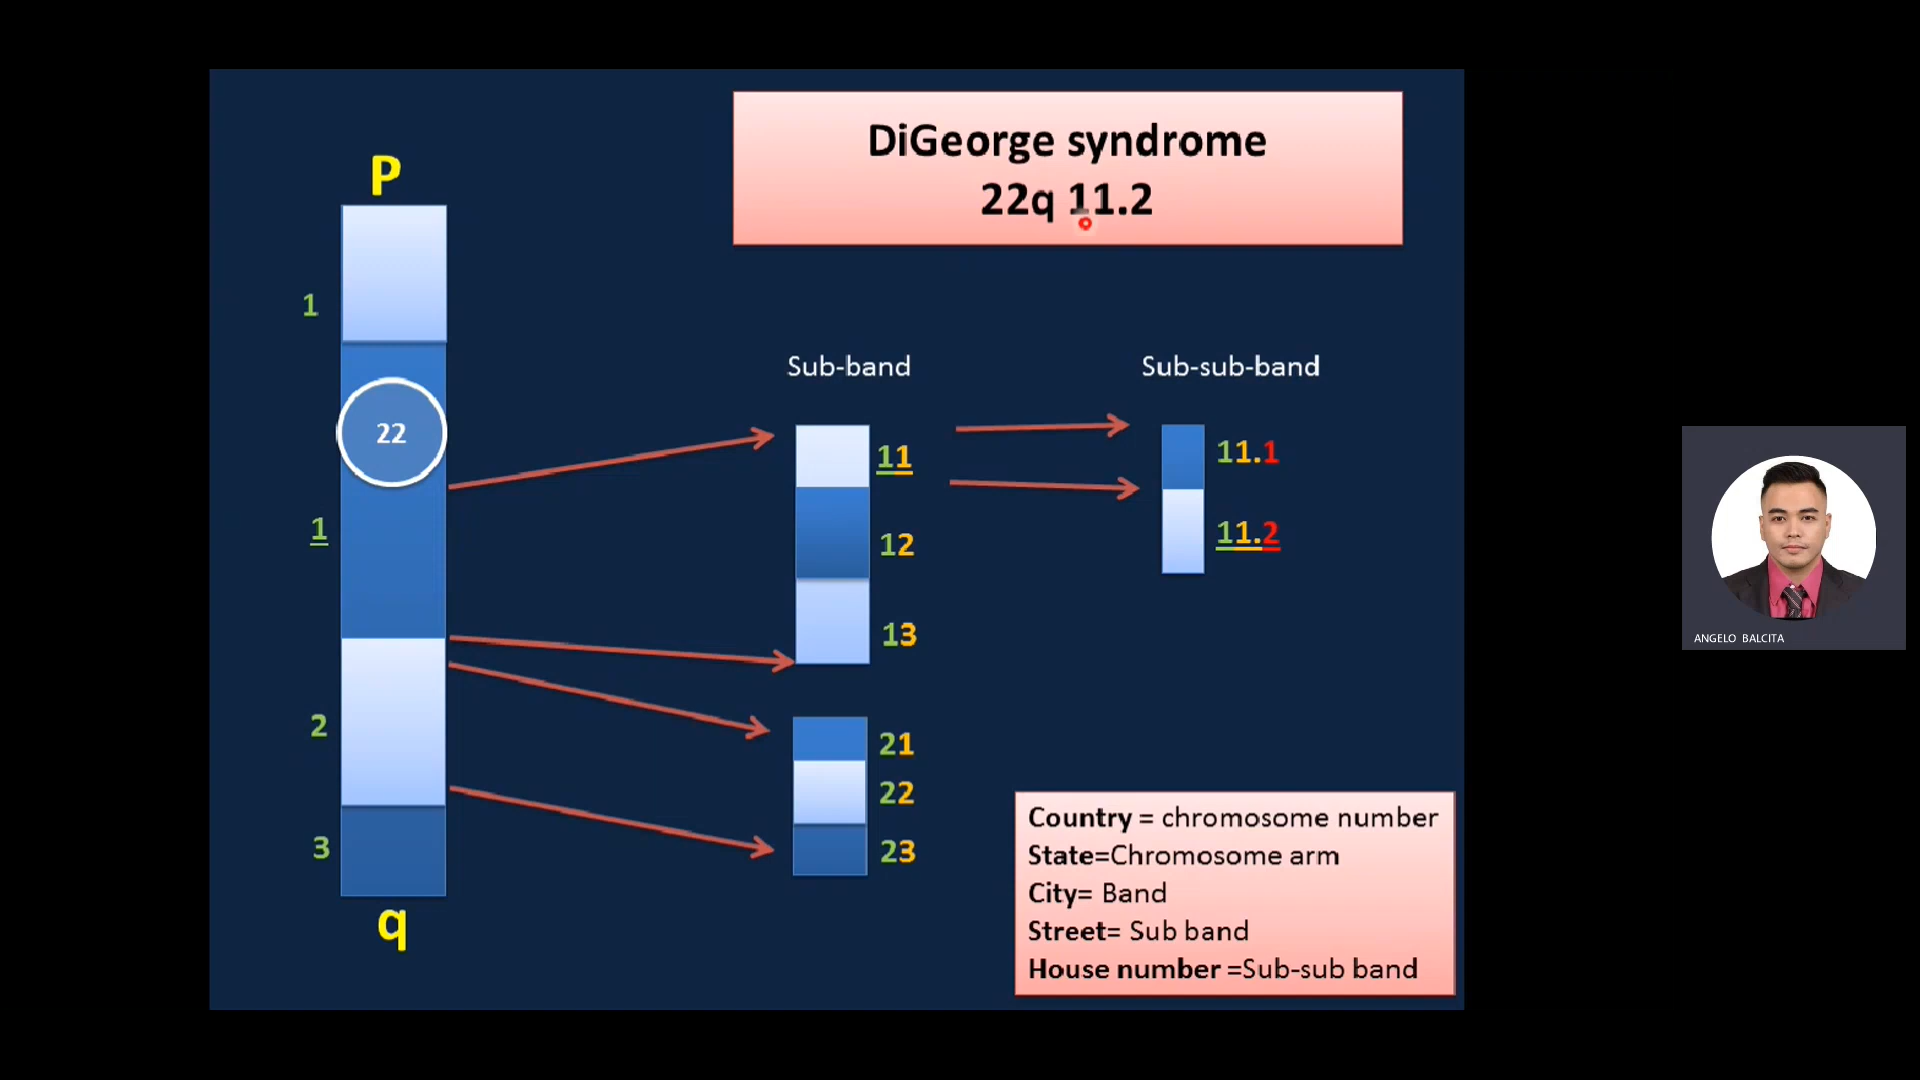 DiGeorge syndrome
22q 11.2
P
1
22
1
2
3
q
Sub-band
11
12
13
21
22
23
Sub-sub-band
11.1
11.2
Country = chromosome number
State=Chromosome arm
City= Band
Street= Sub band
House number =Sub-sub band
ANGELO BALCITA